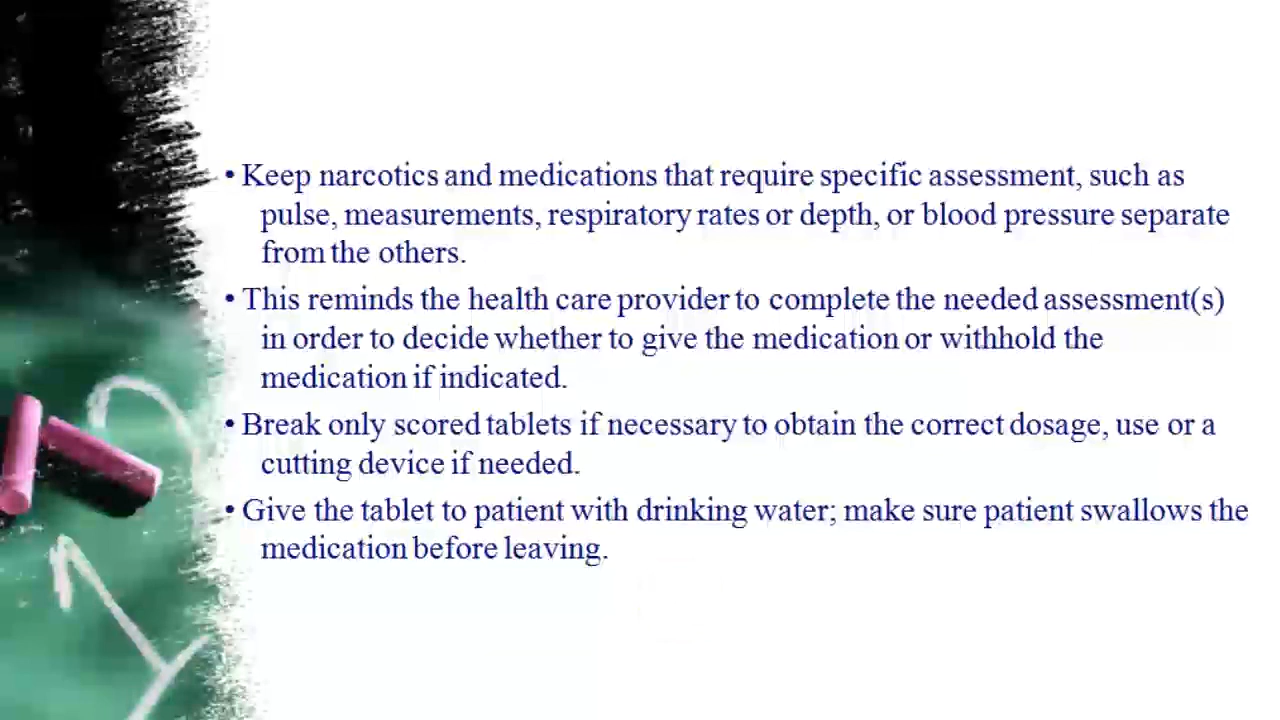 • Keep narcotics and medications that require specific assessment, such as
pulse, measurements, respiratory rates or depth, or blood pressure separate
from the others.
• This reminds the health care provider to complete the needed assessment(s)
in order to decide whether to give the medication or withhold the
medication if indicated.
• Break only scored tablets if necessary to obtain the correct dosage, use or a
cutting device if needed.
• Give the tablet to patient with drinking water; make sure patient swallows the
medication before leaving.